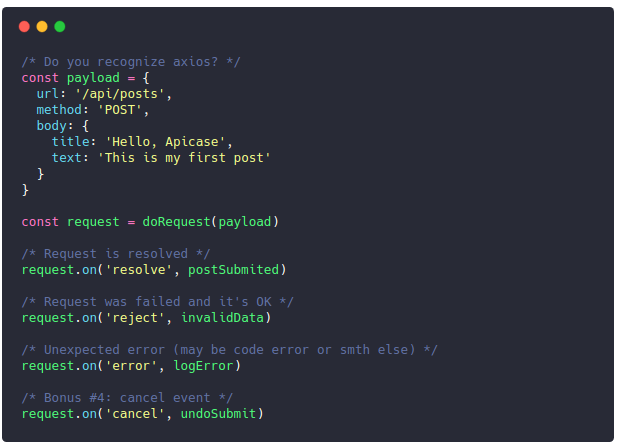 /* Do you recognize axios? */
const payload = {
  url: '/api/posts',
  method: 'POST',
  body: {
    title: 'Hello, Apicase',
    text: 'This is my first post'
  }
}
const request = doRequest(payload)
/* Request is resolved */
request.on('resolve', postSubmited)
/* Request was failed and it's OK */
request.on('reject', invalidData)
/* Unexpected error (may be code error or smth else) */
request.on('error', logError)
/* Bonus #4: cancel event */
request.on('cancel', undoSubmit)